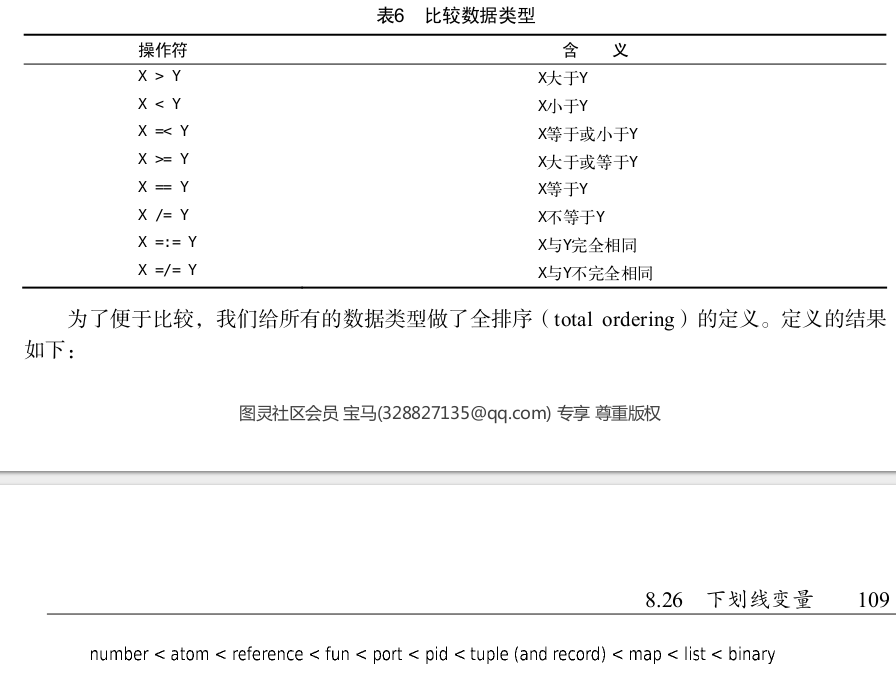 表6 比较数据类型
操作符 含 义
X > Y X大于Y
X < Y X小于Y
X =< Y X等于或小于Y
X >= Y X大于或等于Y
X == Y X等于Y
X /= Y X不等于Y
X =:= Y X与Y完全相同
X =/= Y X与Y不完全相同
为了便于比较，我们给所有的数据类型做了全排序（total ordering）的定义。定义的结果
如下：
图灵社区会员 宝马(328827135@qq.com) 专享 尊重版权
8.26 下划线变量 109
number < atom < reference < fun < port < pid < tuple (and record) < map < list < binary